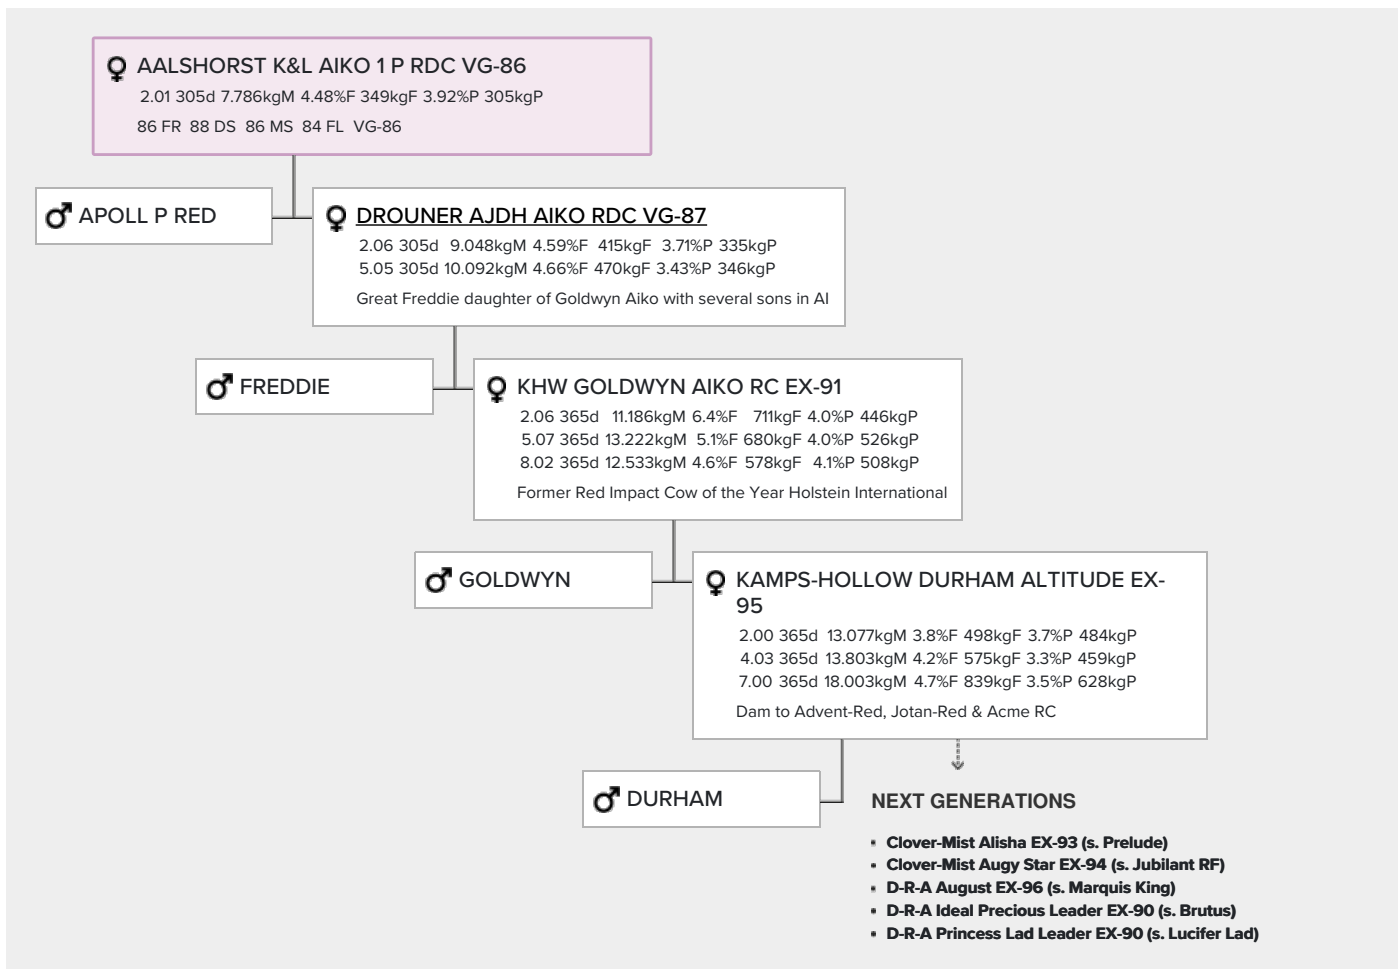 AALSHORST K&L AIKO 1 P RDC VG-86
2.01 305d 7.786kgM 4.48%F 349kgF 3.92%P 305kgP
86 FR 88 DS 86 MS 84 FL VG-86
APOLL P RED
DROUNER AJDH AIKO RDC VG-87
2.06 305d 9.048kgM 4.59%F 415kgF 3.71%P 335kgP
5.05 305d 10.092kgM 4.66%F 470kgF 3.43%P 346kgP
Great Freddie daughter of Goldwyn Aiko with several sons in AI
FREDDIE
KHW GOLDWYN AIKO RC EX-91
2.06 365d 11.186kgM 6.4%F 711kgF 4.0%P 446kgP
5.07 365d 13.222kgM 5.1%F 680kgF 4.0%P 526kgP
8.02 365d 12.533kgM 4.6%F 578kgF 4.1%P 508kgP
Former Red Impact Cow of the Year Holstein International
GOLDWYN
KAMPS-HOLLOW DURHAM ALTITUDE EX-
95
2.00 365d 13.077kgM 3.8%F 498kgF 3.7%P 484kgP
4.03 365d 13.803kgM 4.2%F 575kgF 3.3%P 459kgP
7.00 365d 18.003kgM 4.7%F 839kgF 3.5%P 628kgP
Dam to Advent-Red, Jotan-Red & Acme RC
DURHAM
NEXT GENERATIONS
Clover-Mist Alisha EX-93 (s. Prelude)
Clover-Mist Augy Star EX-94 (s. Jubilant RF)
D-R-A August EX-96 (s. Marquis King)
D-R-A Ideal Precious Leader EX-90 (s. Brutus)
D-R-A Princess Lad Leader EX-90 (s. Lucifer Lad)